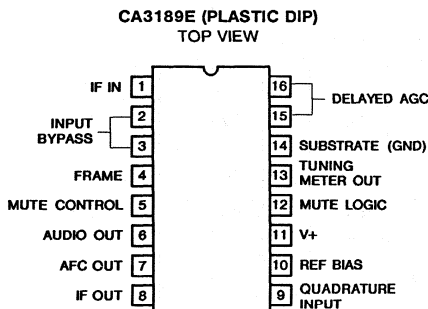 CA3189E (PLASTIC DIP)
TOP VIEW
IF IN 1
INPUT
BYPASS
2
3
FRAME 4
MUTE CONTROL 5
AUDIO OUT 6
AFC OUT 7
IF OUT 8
16
15
DELAYED AGC
14 SUBSTRATE (GND)
13 TUNING
METER OUT
12 MUTE LOGIC
11 V+
10 REF BIAS
9 QUADRATURE
INPUT